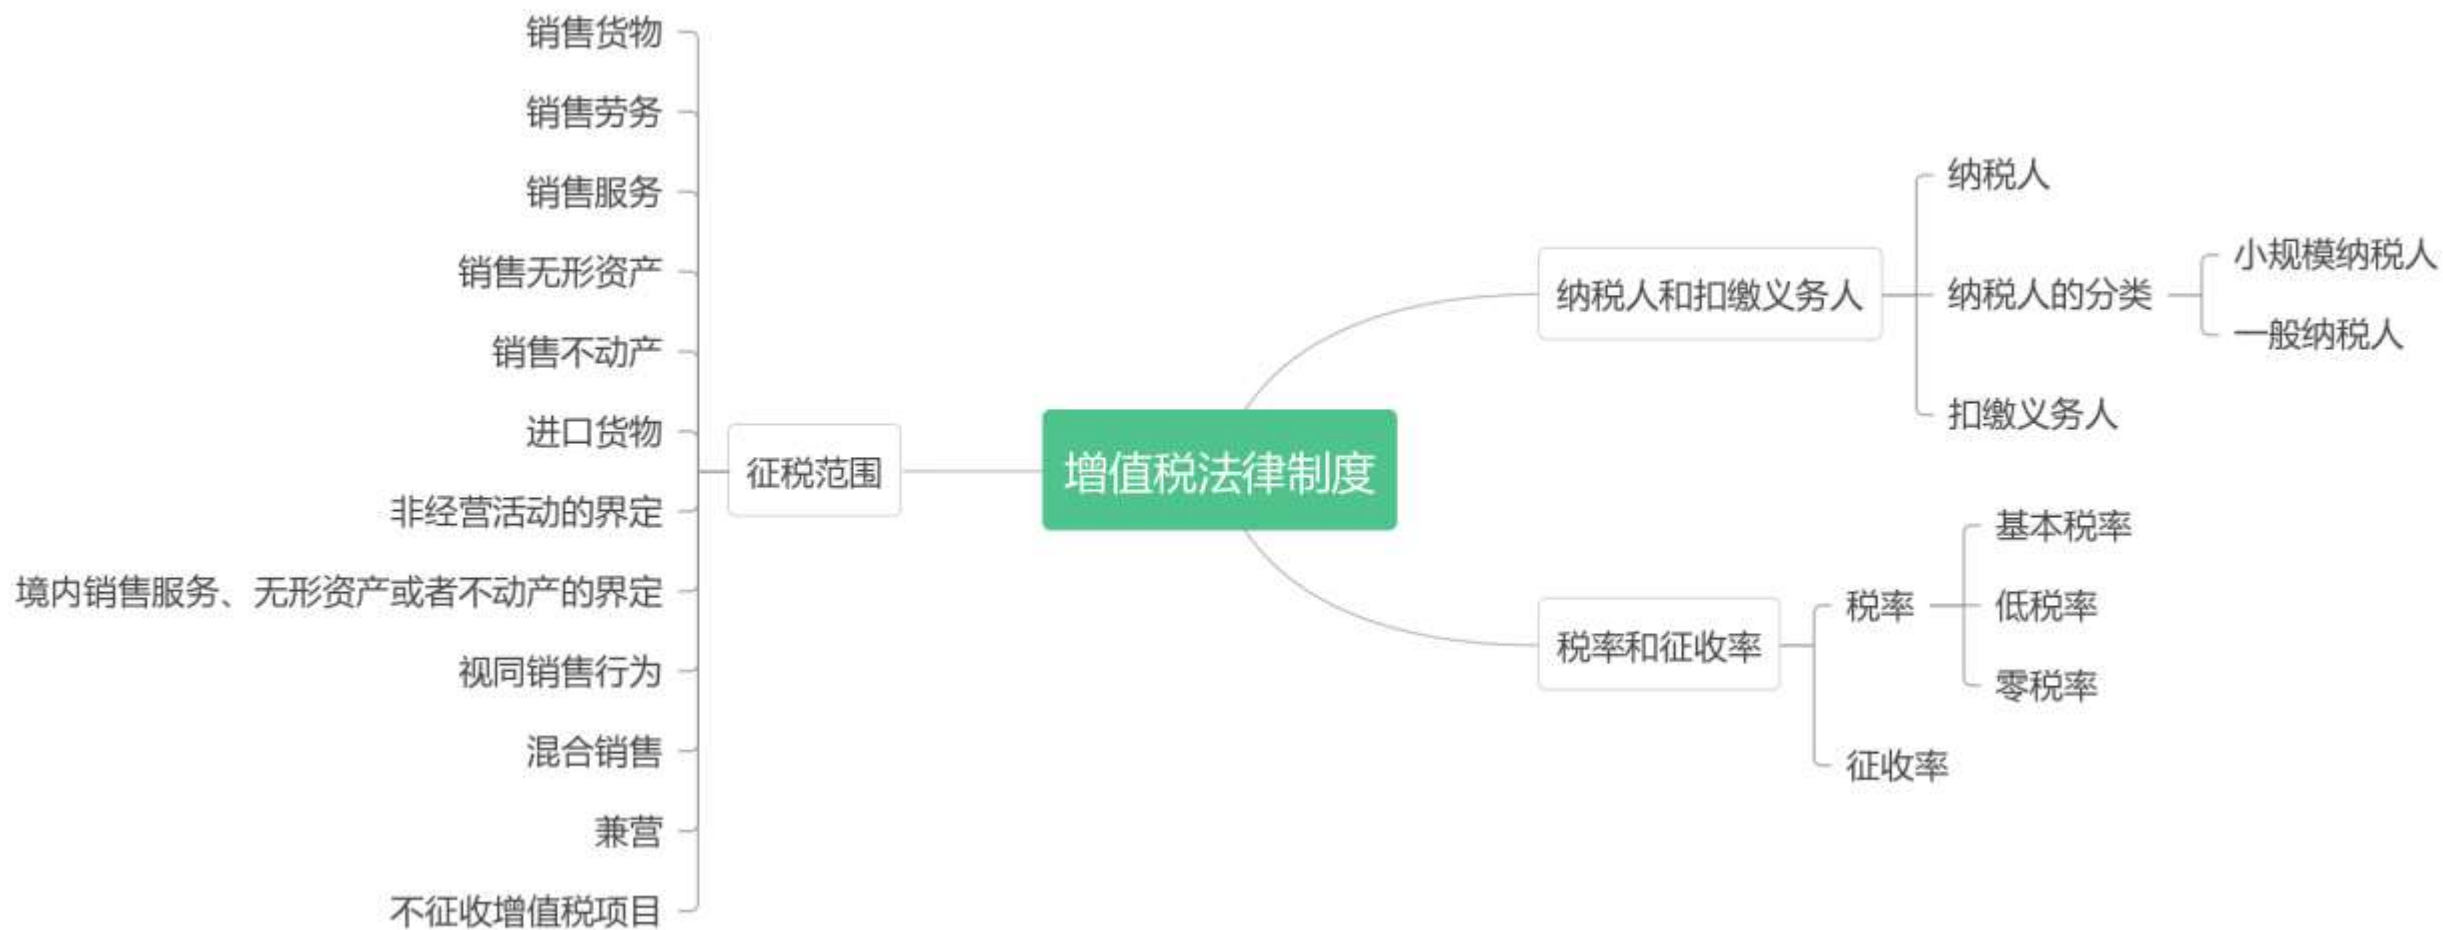 增值税法律制度
纳税人和扣缴义务人
纳税人
纳税人的分类
小规模纳税人
一般纳税人
扣缴义务人
税率和征收率
税率
基本税率
低税率
零税率
征收率
征税范围
销售货物
销售劳务
销售服务
销售无形资产
销售不动产
进口货物
非经营活动的界定
境内销售服务、无形资产或者不动产的界定
视同销售行为
混合销售
兼营
不征收增值税项目